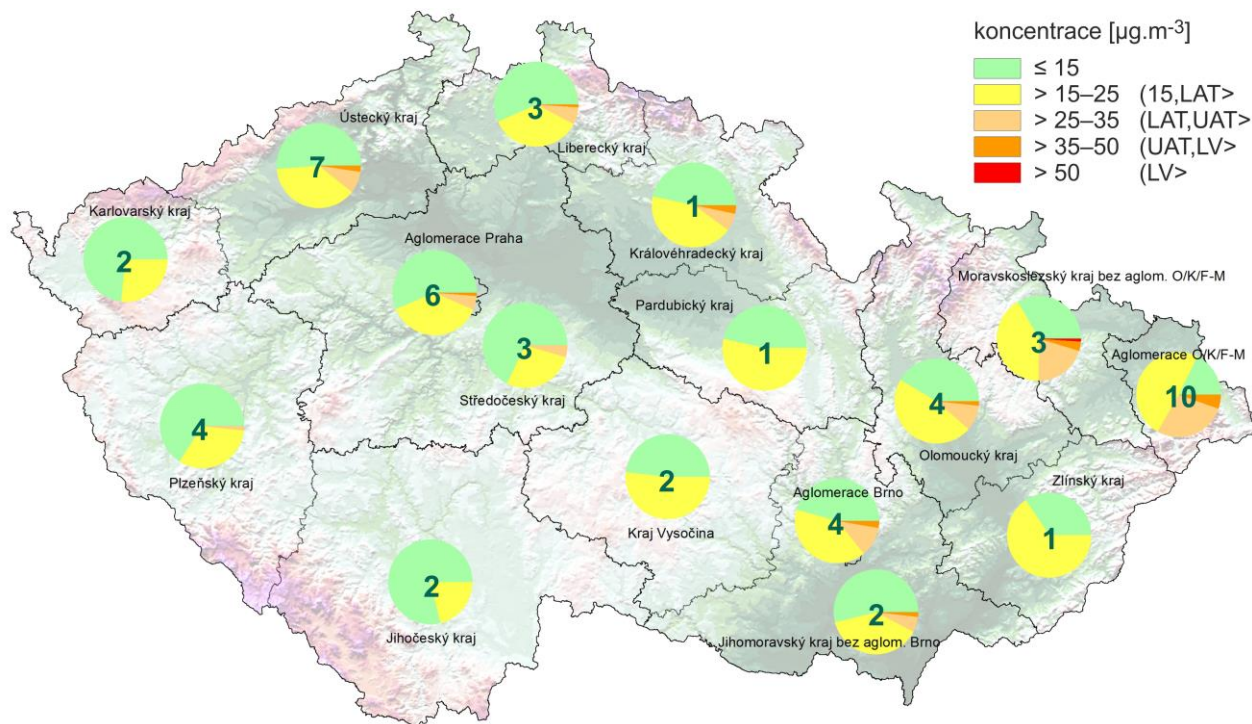 koncentrace [µg.m-3]
≤ 15
> 15–25 (15,LAT>
> 25–35 (LAT,UAT>
> 35–50 (UAT,LV>
> 50 (LV>
3
Liberecký kraj
Ústecký kraj
7
1
Královéhradecký kraj
Karlovarský kraj
2
Aglomerace Praha
6
Moravskoslezský kraj bez aglom. O/K/F-M
3
Pardubický kraj
1
3
Středočeský kraj
Aglomerace O/K/F-M
10
4
Plzeňský kraj
4
Olomoucký kraj
2
Kraj Vysočina
Aglomerace Brno
4
Zlínský kraj
1
2
Jihočeský kraj
2
Jihomoravský kraj bez aglom. Brno